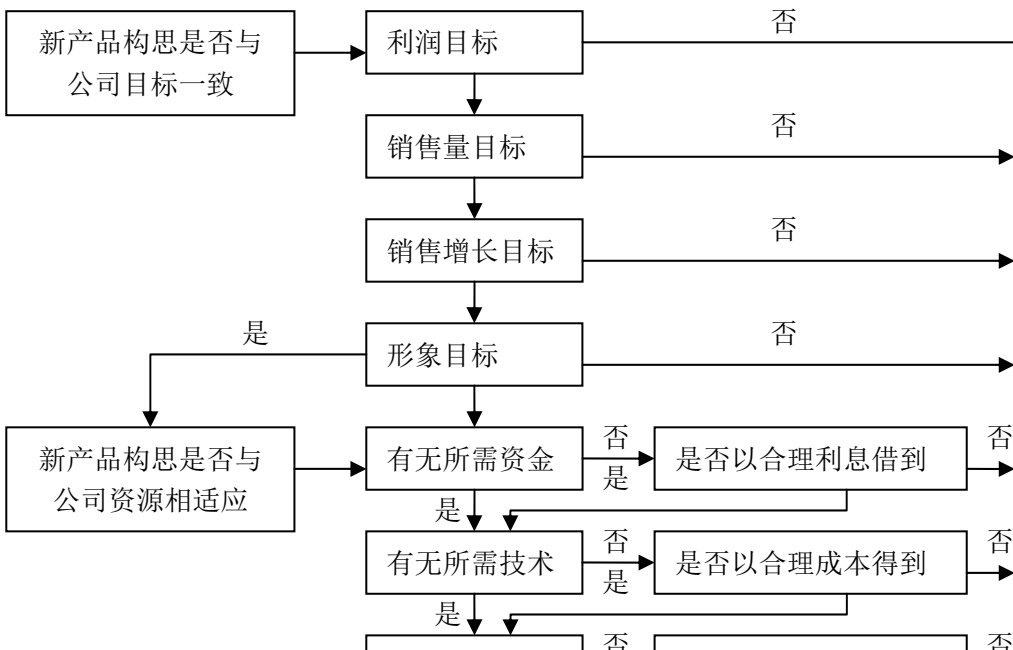 否
新产品构思是否与
公司目标一致
利润目标
否
销售量目标
否
销售增长目标
是
否
形象目标
新产品构思是否与
公司资源相适应
有无所需资金
否
是
是否以合理利息借到
否
是
有无所需技术
否
是
是否以合理成本得到
否
是
否
否